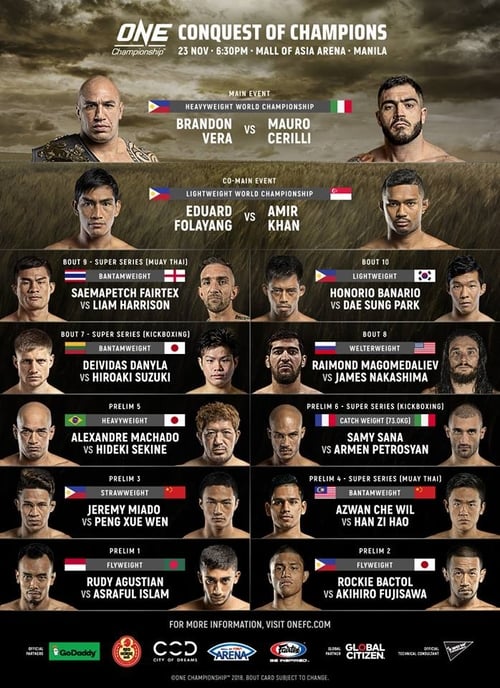 ONE
Championship
CONQUEST OF CHAMPIONS
23 NOV · 6:30PM · MALL OF ASIA ARENA · MANILA
MAIN EVENT
HEAVYWEIGHT WORLD CHAMPIONSHIP
BRANDON VERA VS MAURO CERILLI
CO-MAIN EVENT
LIGHTWEIGHT WORLD CHAMPIONSHIP
EDUARD FOLAYANG VS AMIR KHAN
BOUT 9 - SUPER SERIES (MUAY THAI)
BANTAMWEIGHT
SAEMAPETCH FAIRTEX
VS LIAM HARRISON
BOUT 10
LIGHTWEIGHT
HONORIO BANARIO
VS DAE SUNG PARK
BOUT 7 - SUPER SERIES (KICKBOXING)
BANTAMWEIGHT
DEIVIDAS DANYLA
VS HIROAKI SUZUKI
BOUT 8
WELTERWEIGHT
RAIMOND MAGOMEDALIEV
VS JAMES NAKASHIMA
PRELIM 5
HEAVYWEIGHT
ALEXANDRE MACHADO
VS HIDEKI SEKINE
PRELIM 6 - SUPER SERIES (KICKBOXING)
CATCH WEIGHT (73.0KG)
SAMY SANA
VS ARMEN PETROSYAN
PRELIM 3
STRAWWEIGHT
JEREMY MIADO
VS PENG XUE WEN
PRELIM 4 - SUPER SERIES (MUAY THAI)
BANTAMWEIGHT
AZWAN CHE WIL
VS HAN ZI HAO
PRELIM 1
FLYWEIGHT
RUDY AGUSTIAN
VS ASRAFUL ISLAM
PRELIM 2
FLYWEIGHT
ROCKIE BACTOL
VS AKIHIRO FUJISAWA
FOR MORE INFORMATION, VISIT ONEFC.COM
OFFICIAL PARTNERS
GoDaddy
COD
CITY OF DREAMS
MALL OF ASIA
ARENA
Fairtex
BE INSPIRED
GLOBAL PARTNER
GLOBAL CITIZEN
OFFICIAL TECHNICAL CONSULTANT
©ONE CHAMPIONSHIP™ 2018. BOUT CARD SUBJECT TO CHANGE.